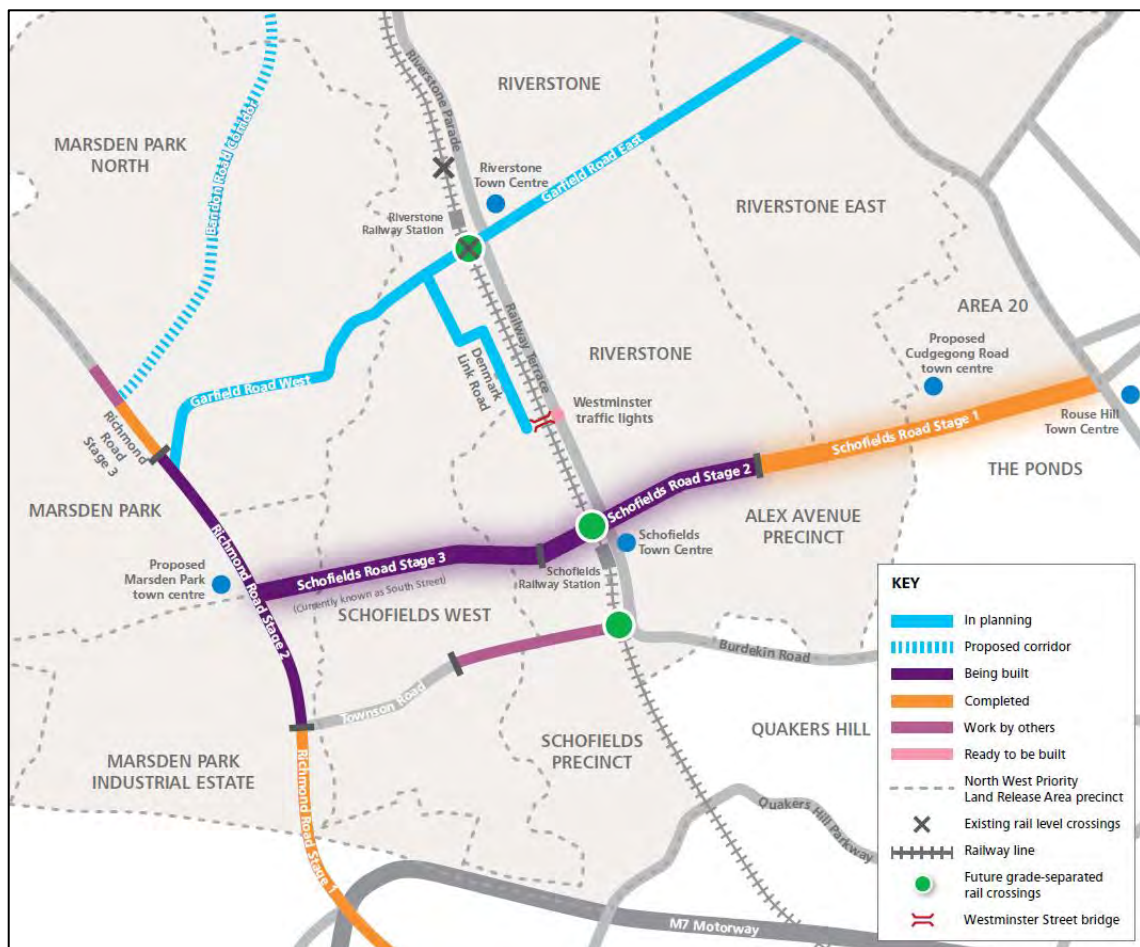 Riverstone Parade
RIVERSTONE
Bandon Road corridor
MARSDEN PARK
NORTH
Riverstone
Town Centre
Garfield Road East
Riverstone
Railway Station
RIVERSTONE EAST
AREA 20
Proposed
Cudgegong Road
town centre
Railway Terrace
RIVERSTONE
Denmark
Link Road
Garfield Road West
Westminster
traffic lights
Rouse Hill
Town Centre
Schofields Road Stage 1
Richmond
Road
Stage 3
THE PONDS
Schofields Road Stage 2
MARSDEN PARK
ALEX AVENUE
PRECINCT
Richmond Road Stage 2
Schofields
Town Centre
Schofields Road Stage 3
(Currently known as South Street)
Schofields
Railway Station
Proposed
Marsden Park
town centre
SCHOFIELDS WEST
Burdekin Road
Townson Road
QUAKERS HILL
SCHOFIELDS
PRECINCT
MARSDEN PARK
INDUSTRIAL ESTATE
Richmond Road Stage 1
Quakers Hill Parkway
M7 Motorway
KEY
In planning
Proposed corridor
Being built
Completed
Work by others
Ready to be built
North West Priority
Land Release Area precinct
Existing rail level crossings
Railway line
Future grade-separated
rail crossings
Westminster Street bridge